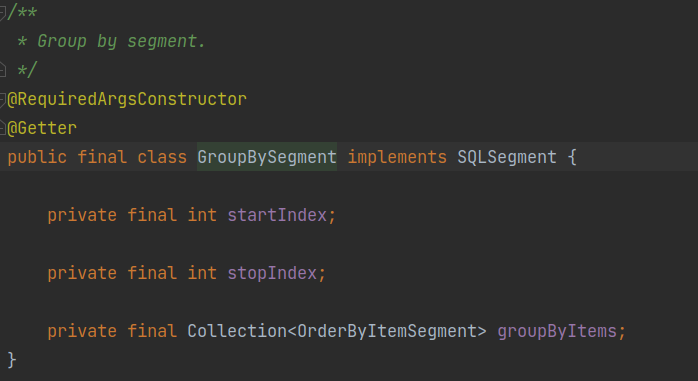 /**
 * Group by segment.
 */
@RequiredArgsConstructor
@Getter
public final class GroupBySegment implements SQLSegment {
    private final int startIndex;
    private final int stopIndex;
    private final Collection<OrderByItemSegment> groupByItems;
}